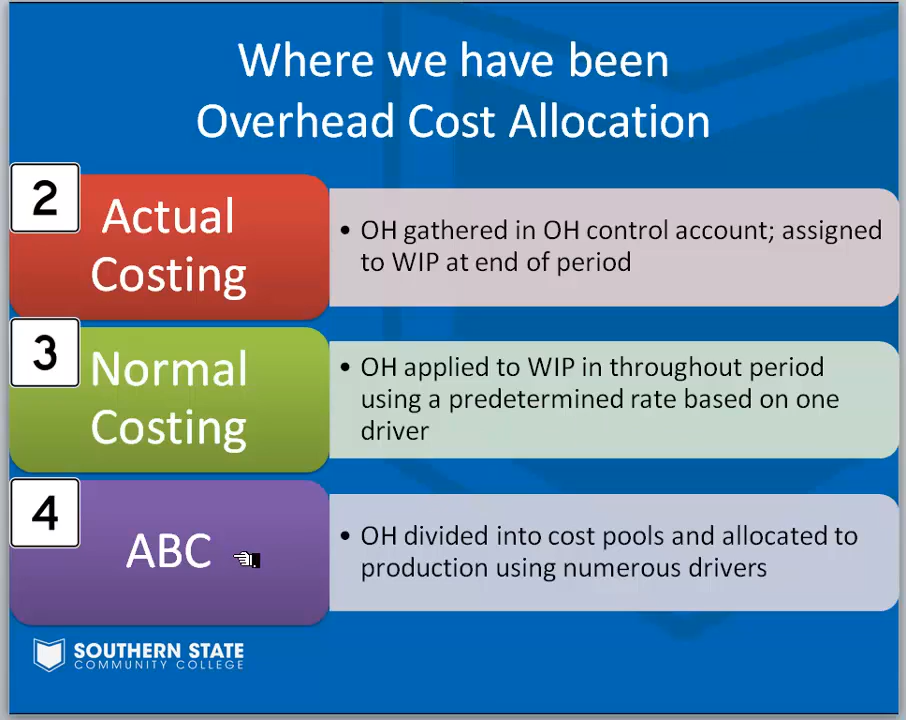 Where we have been
Overhead Cost Allocation
2
Actual
Costing
• OH gathered in OH control account; assigned
to WIP at end of period
3
Normal
Costing
• OH applied to WIP in throughout period
using a predetermined rate based on one
driver
4
ABC
• OH divided into cost pools and allocated to
production using numerous drivers
SOUTHERN STATE
COMMUNITY COLLEGE